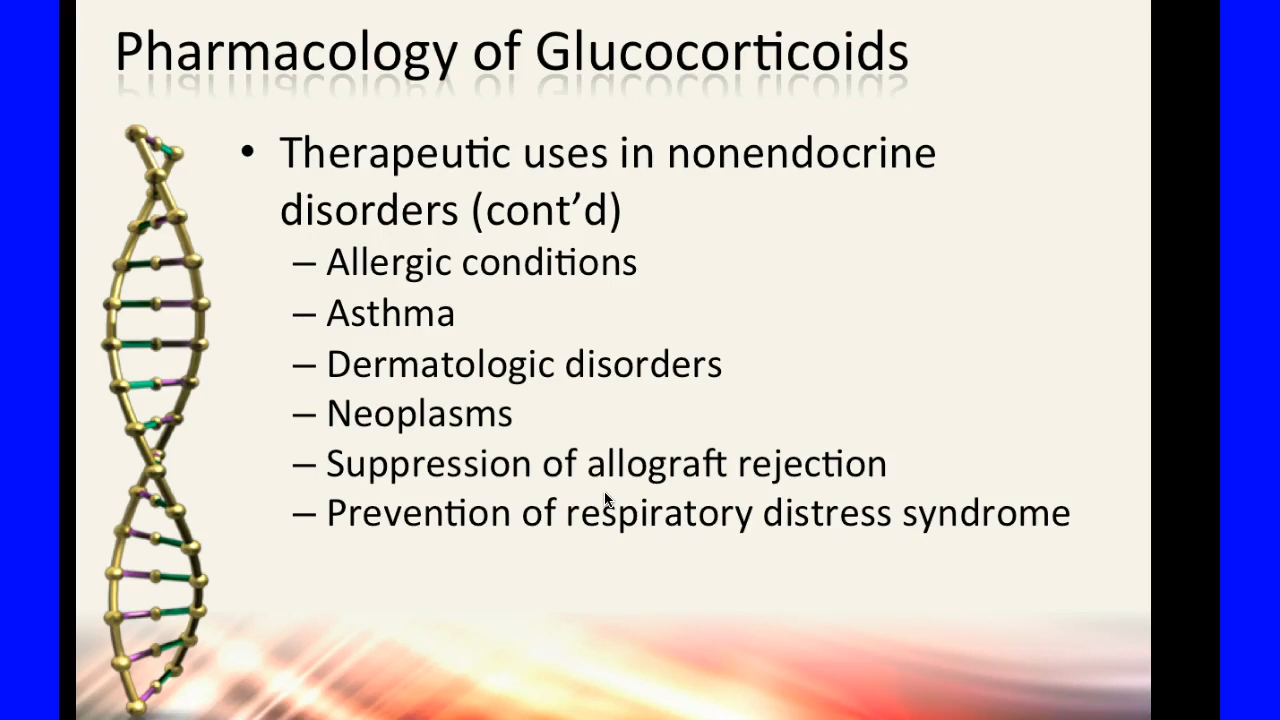 Pharmacology of Glucocorticoids
• Therapeutic uses in nonendocrine
disorders (cont’d)
– Allergic conditions
– Asthma
– Dermatologic disorders
– Neoplasms
– Suppression of allograft rejection
– Prevention of respiratory distress syndrome